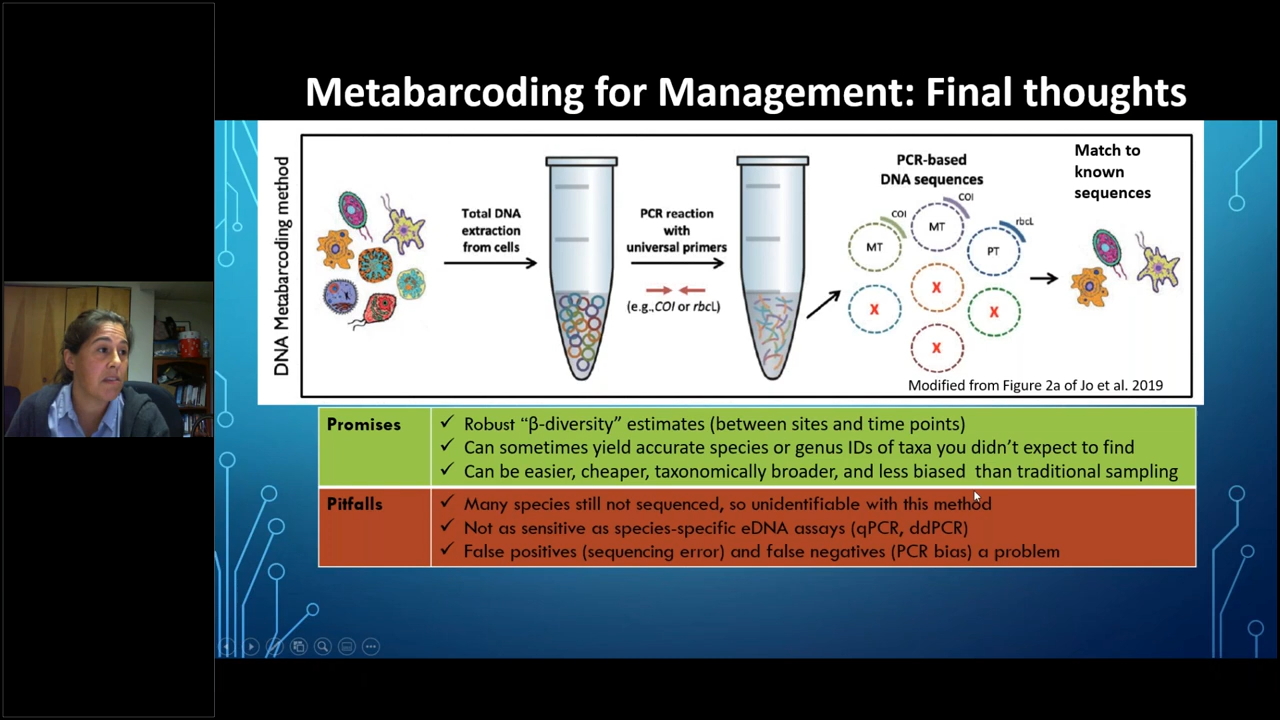 Metabarcoding for Management: Final thoughts
DNA Metabarcoding method
Total DNA
extraction
from cells
PCR reaction
with
universal primers
(e.g.,COI or rbcL)
PCR-based
DNA sequences
COI
MT
COI
MT
rbcL
PT
X
X
X
X
Match to
known
sequences
Modified from Figure 2a of Jo et al. 2019
Promises
✓ Robust “β-diversity” estimates (between sites and time points)
✓ Can sometimes yield accurate species or genus IDs of taxa you didn’t expect to find
✓ Can be easier, cheaper, taxonomically broader, and less biased than traditional sampling
Pitfalls
✓ Many species still not sequenced, so unidentifiable with this method
✓ Not as sensitive as species-specific eDNA assays (qPCR, ddPCR)
✓ False positives (sequencing error) and false negatives (PCR bias) a problem